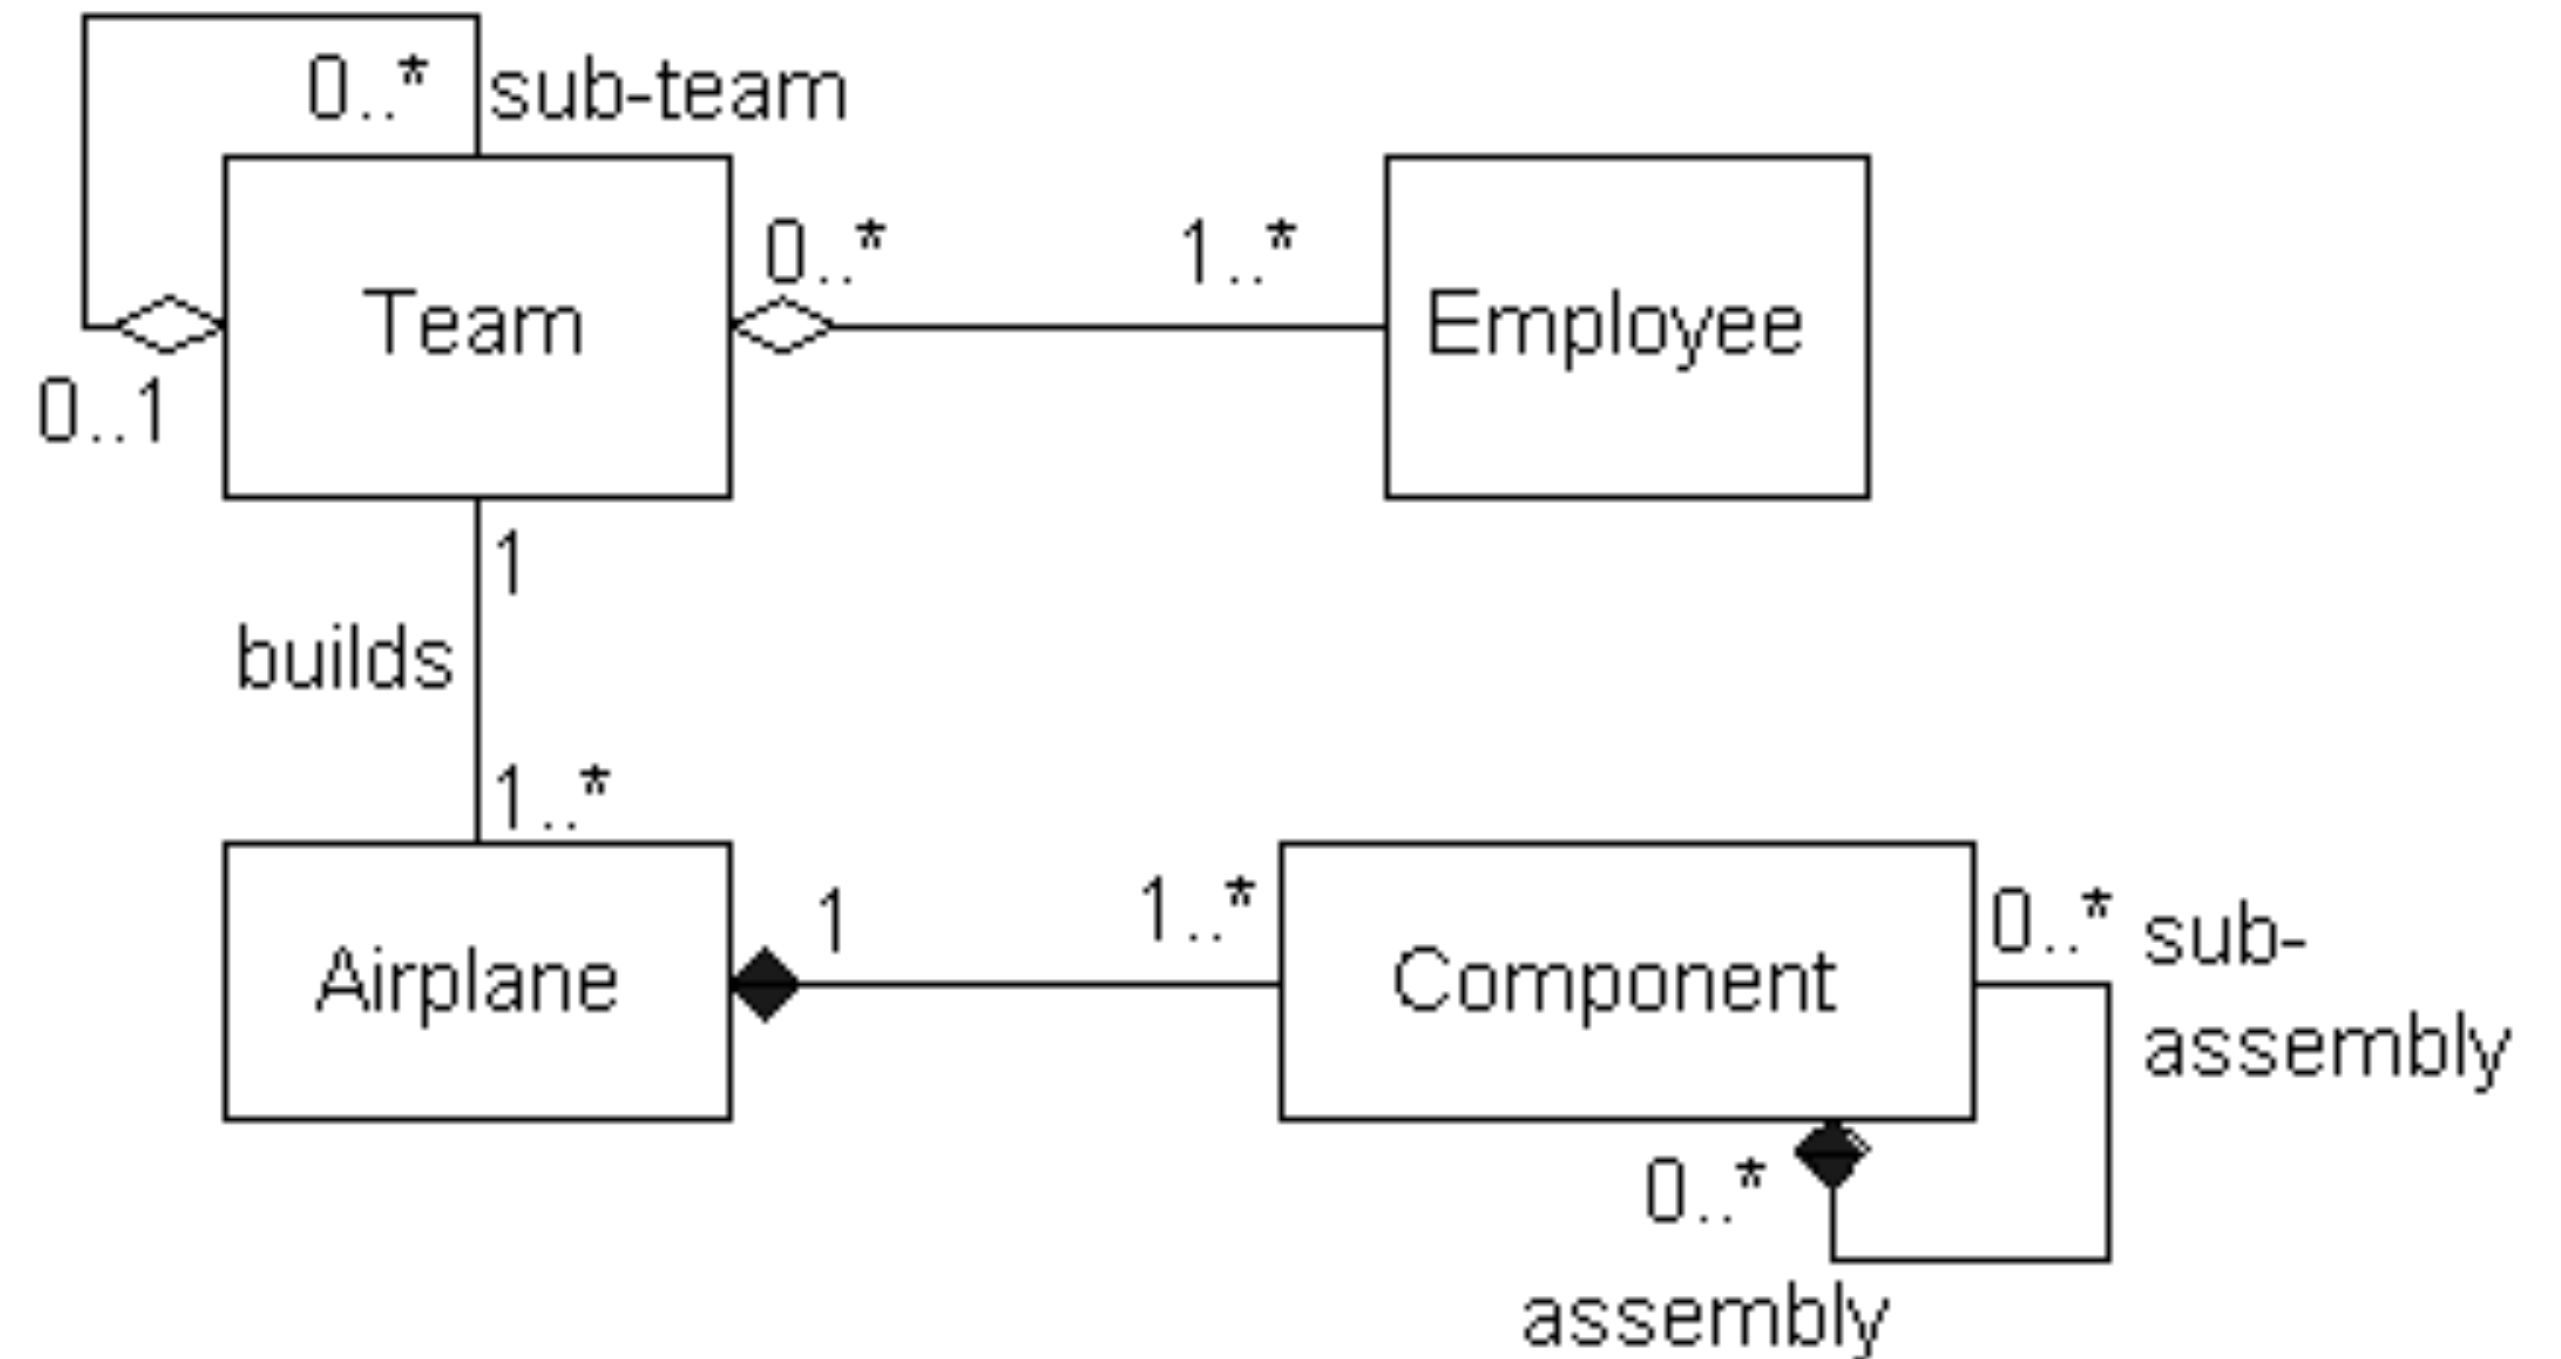 0..* sub-team
0..* 1..*
Team Employee
0..1
1
builds
1..*
1 1..* 0..* sub-
Airplane Component
assembly
0..*
assembly